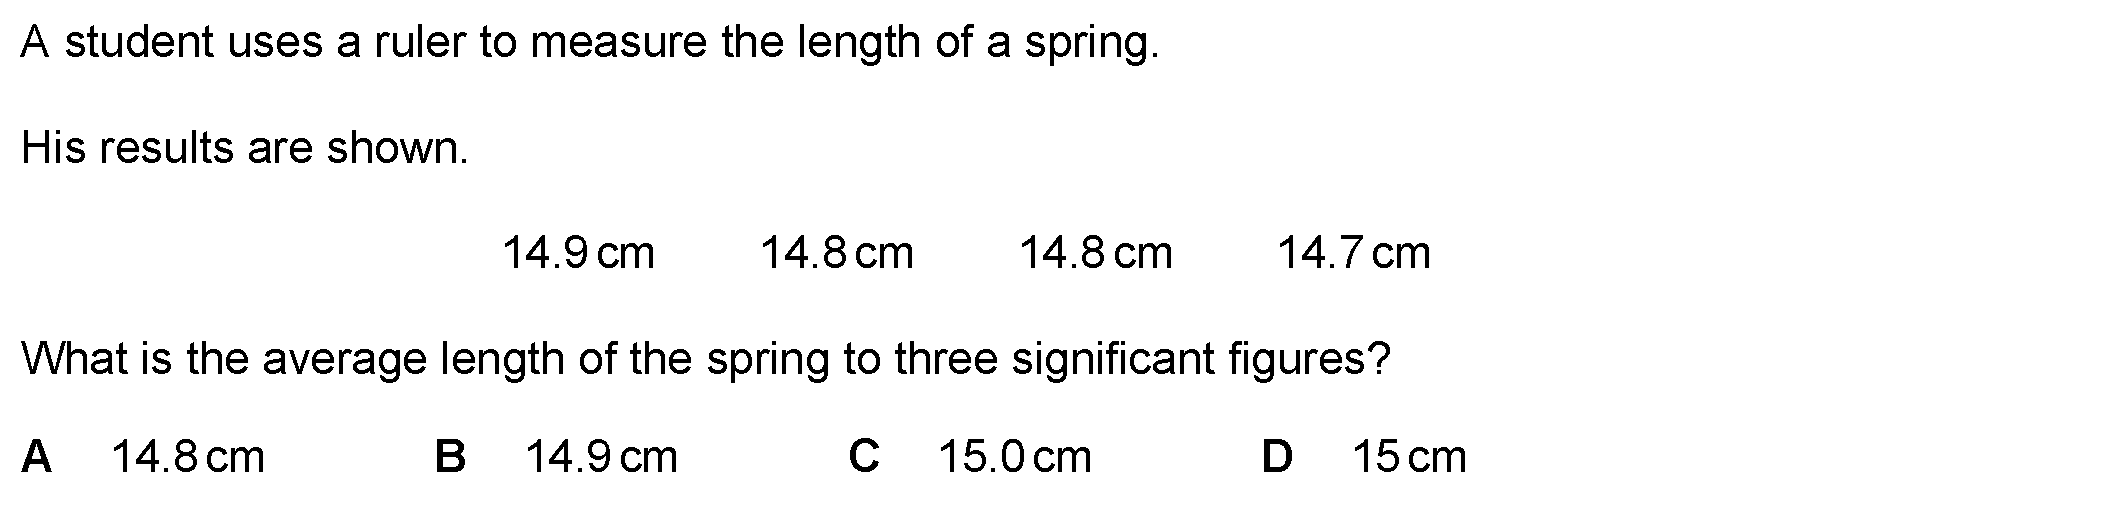 A student uses a ruler to measure the length of a spring.
His results are shown.
14.9 cm 14.8 cm 14.8 cm 14.7 cm
What is the average length of the spring to three significant figures?
A 14.8 cm B 14.9 cm C 15.0 cm D 15 cm